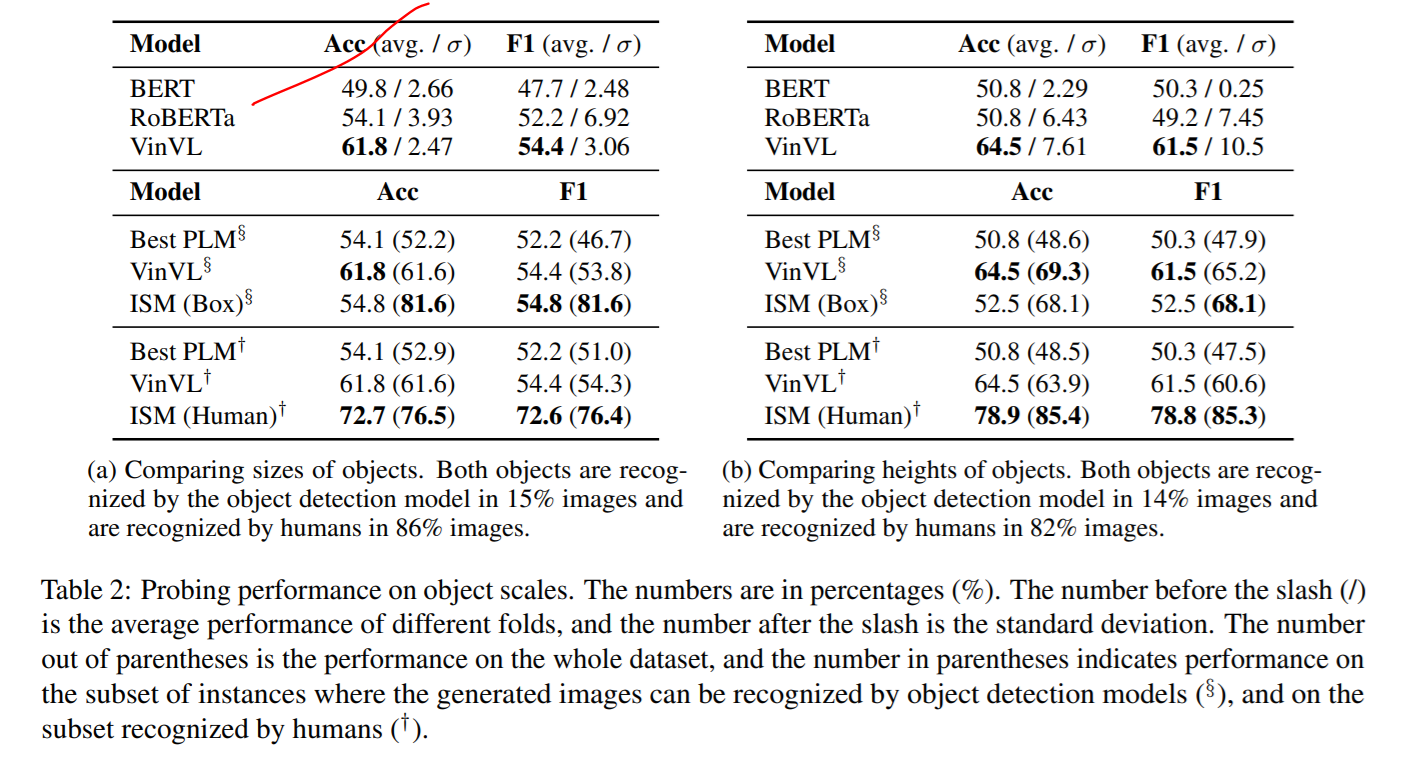 Model Acc (avg. / σ) F1 (avg. / σ)
BERT 49.8 / 2.66 47.7 / 2.48
RoBERTa 54.1 / 3.93 52.2 / 6.92
VinVL 61.8 / 2.47 54.4 / 3.06
Model Acc F1
Best PLM§ 54.1 (52.2) 52.2 (46.7)
VinVL§ 61.8 (61.6) 54.4 (53.8)
ISM (Box)§ 54.8 (81.6) 54.8 (81.6)
Best PLM† 54.1 (52.9) 52.2 (51.0)
VinVL† 61.8 (61.6) 54.4 (54.3)
ISM (Human)† 72.7 (76.5) 72.6 (76.4)
(a) Comparing sizes of objects. Both objects are recog-
nized by the object detection model in 15% images and
are recognized by humans in 86% images.
Model Acc (avg. / σ) F1 (avg. / σ)
BERT 50.8 / 2.29 50.3 / 0.25
RoBERTa 50.8 / 6.43 49.2 / 7.45
VinVL 64.5 / 7.61 61.5 / 10.5
Model Acc F1
Best PLM§ 50.8 (48.6) 50.3 (47.9)
VinVL§ 64.5 (69.3) 61.5 (65.2)
ISM (Box)§ 52.5 (68.1) 52.5 (68.1)
Best PLM† 50.8 (48.5) 50.3 (47.5)
VinVL† 64.5 (63.9) 61.5 (60.6)
ISM (Human)† 78.9 (85.4) 78.8 (85.3)
(b) Comparing heights of objects. Both objects are recog-
nized by the object detection model in 14% images and
are recognized by humans in 82% images.
Table 2: Probing performance on object scales. The numbers are in percentages (%). The number before the slash (/)
is the average performance of different folds, and the number after the slash is the standard deviation. The number
out of parentheses is the performance on the whole dataset, and the number in parentheses indicates performance on
the subset of instances where the generated images can be recognized by object detection models (§), and on the
subset recognized by humans (†).